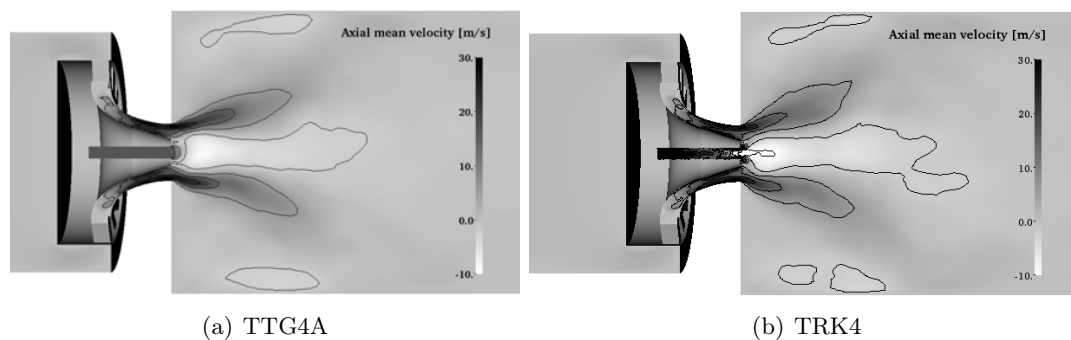 Axial mean velocity [m/s]
30.
20.
10.
0.0
-10.
(a) TTG4A
Axial mean velocity [m/s]
30.
20.
10.
0.0
-10.
(b) TRK4